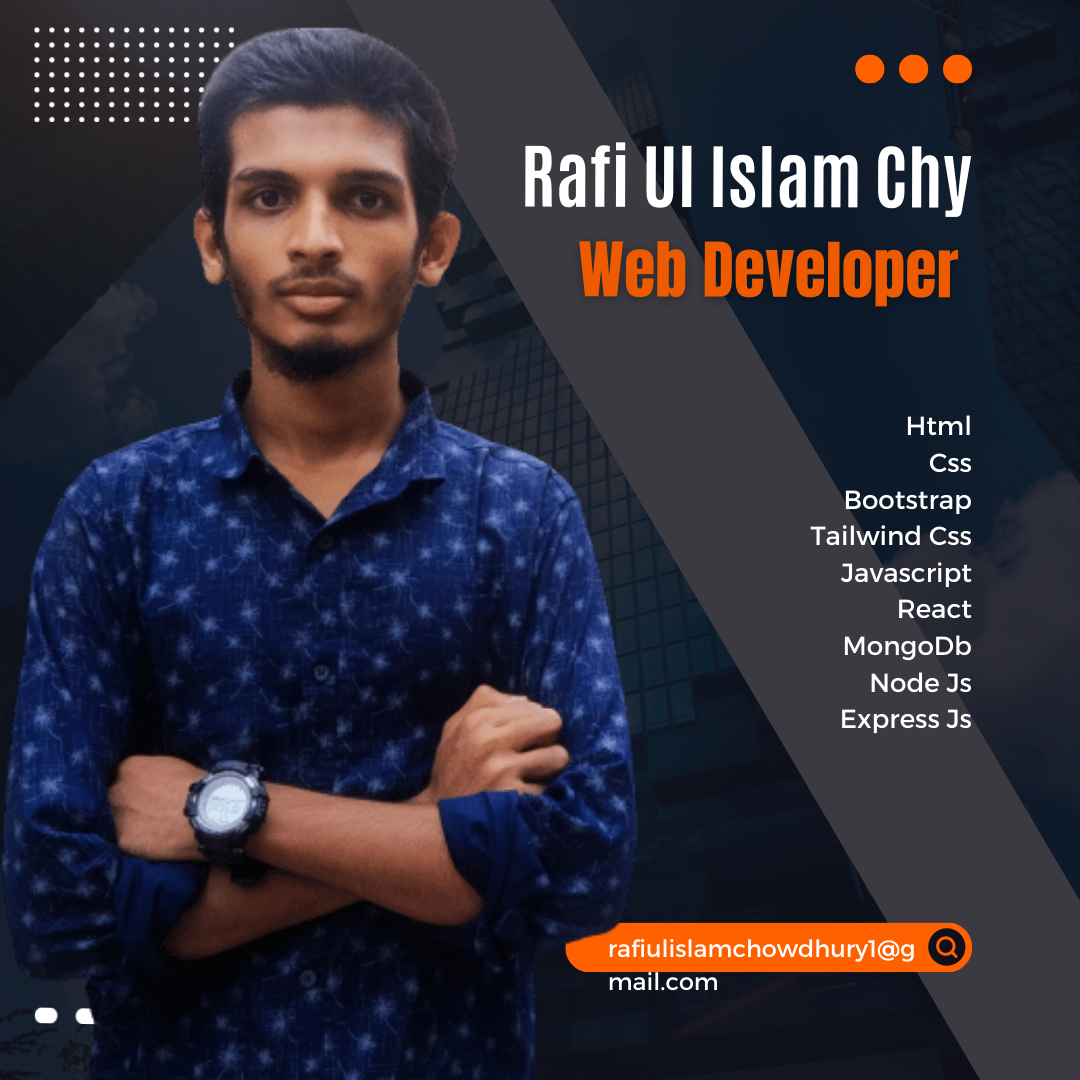 Rafi Ul Islam Chy
Web Developer
Html
Css
Bootstrap
Tailwind Css
Javascript
React
MongoDb
Node Js
Express Js
rafiulislamchowdhury1@g
mail.com